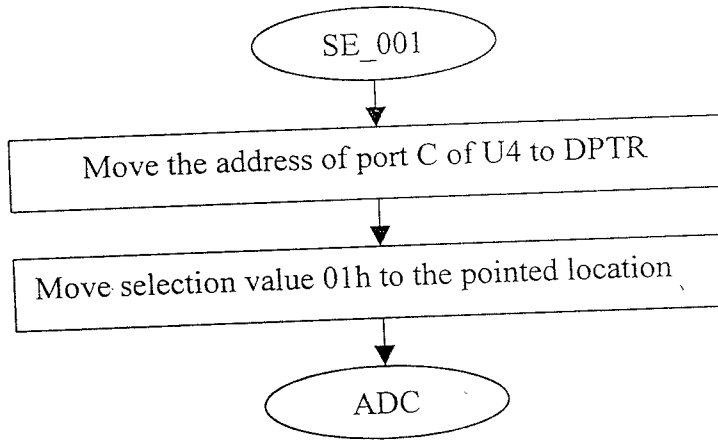 SE_001
Move the address of port C of U4 to DPTR
Move selection value 01h to the pointed location
ADC